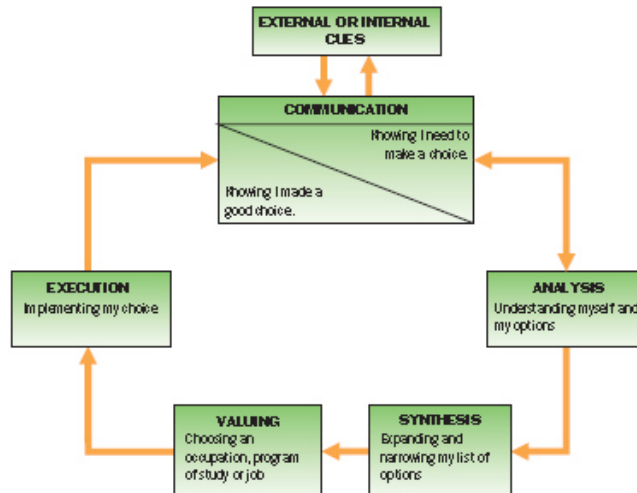 EXTERNAL OR INTERNAL
CUES
COMMUNICATION
Knowing I need to
make a choice.
Knowing I made a
good choice.
EXECUTION
Implementing my choice
ANALYSIS
Understanding myself and
my options
VALUING
Choosing an
occupation, program
of study or job
SYNTHESIS
Expanding and
narrowing my list of
options